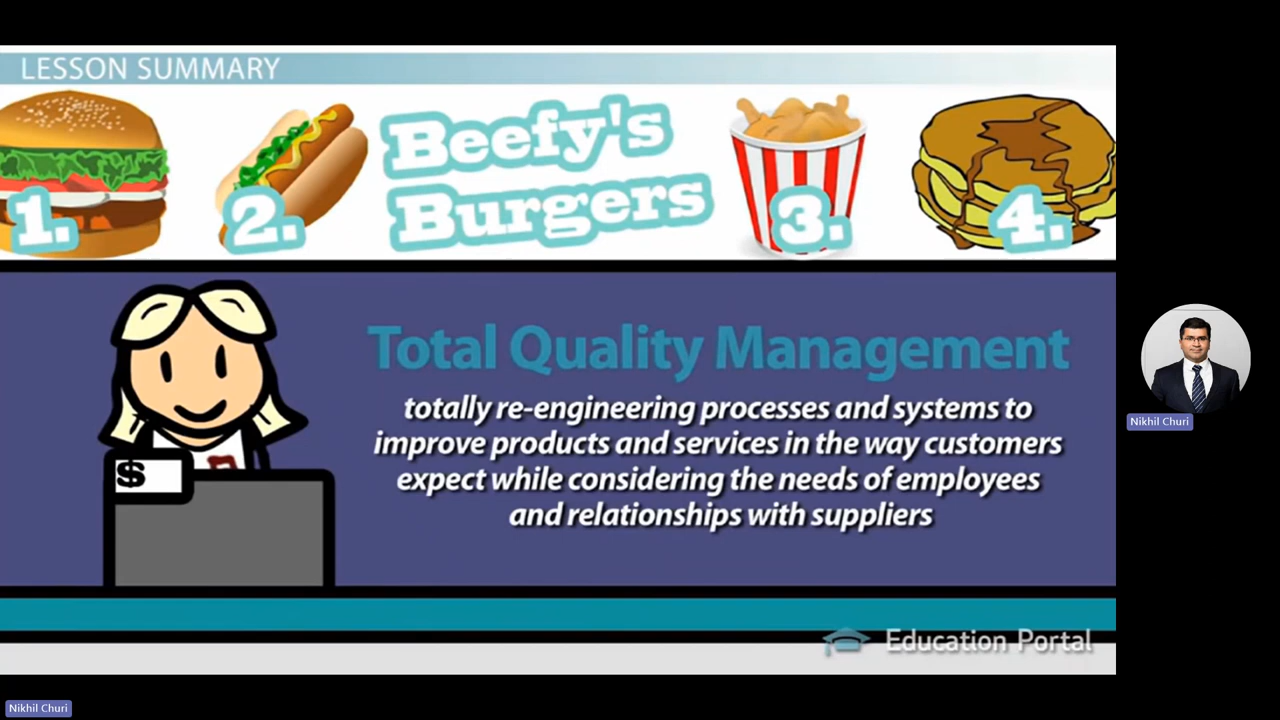 LESSON SUMMARY
Beefy's
Burgers
1.
2.
3.
4.
Total Quality Management
totally re-engineering processes and systems to
improve products and services in the way customers
expect while considering the needs of employees
and relationships with suppliers
$
Education Portal
Nikhil Churi
Nikhil Churi